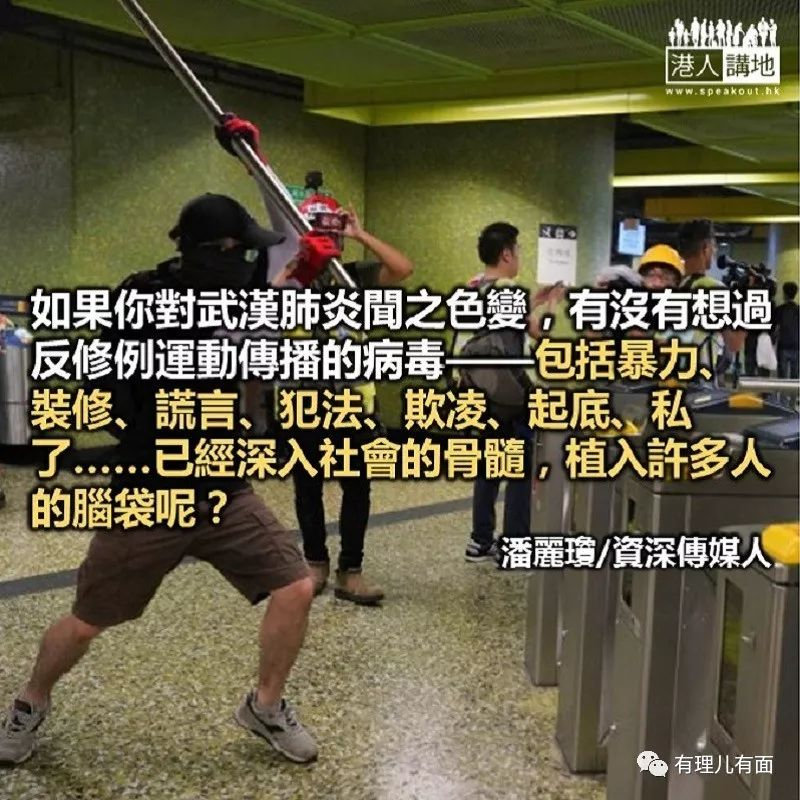 港人講地
www.speakout.hk
如果你對武漢肺炎聞之色變，有沒有想過
反修例運動傳播的病毒——包括暴力、
裝修、謊言、犯法、欺凌、起底、私
了……已經深入社會的骨髓，植入許多人
的腦袋呢？
潘麗瓊/資深傳媒人
有理儿有面